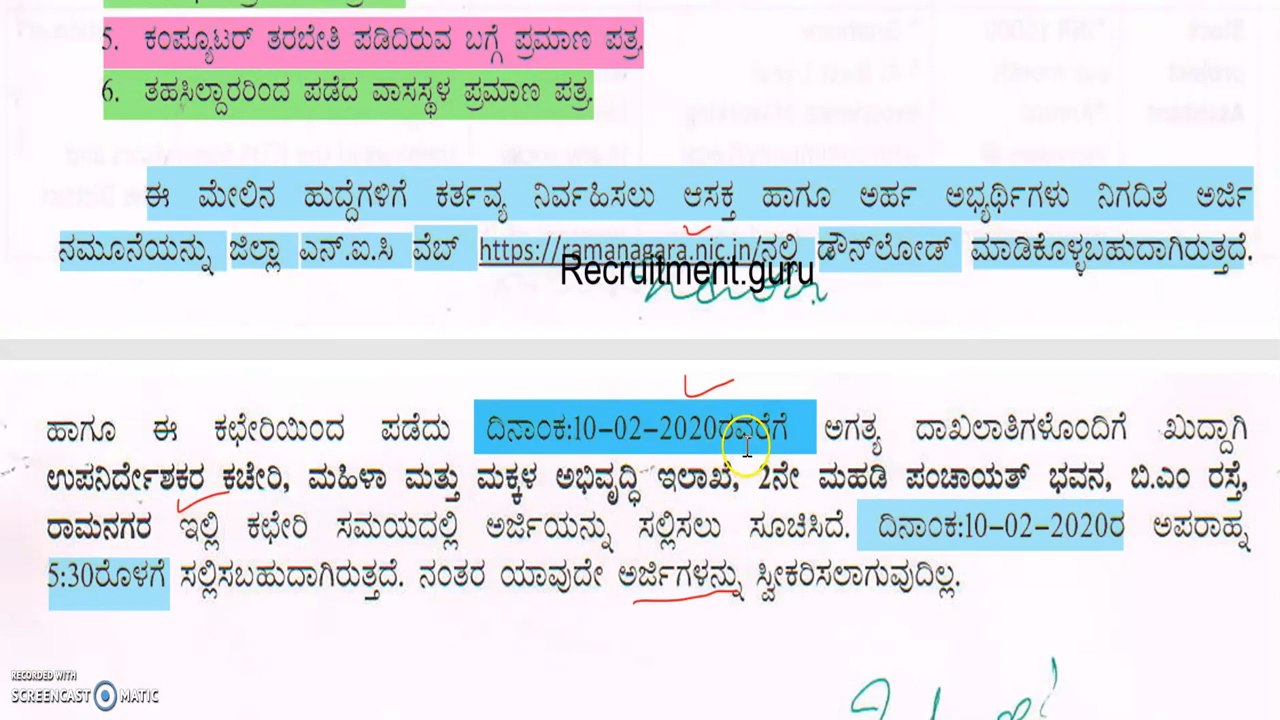 5. ಕಂಪ್ಯೂಟರ್ ತರಬೇತಿ ಪಡಿದಿರುವ ಬಗ್ಗೆ ಪ್ರಮಾಣ ಪತ್ರ.
6. ತಹಸಿಲ್ದಾರರಿಂದ ಪಡೆದ ವಾಸಸ್ಥಳ ಪ್ರಮಾಣ ಪತ್ರ.
ಈ ಮೇಲಿನ ಹುದ್ದೆಗಳಿಗೆ ಕರ್ತವ್ಯ ನಿರ್ವಹಿಸಲು ಆಸಕ್ತ ಹಾಗೂ ಅರ್ಹ ಅಭ್ಯರ್ಥಿಗಳು ನಿಗದಿತ ಅರ್ಜಿ
ನಮೂನೆಯನ್ನು ಜಿಲ್ಲಾ ಎನ್.ಐ.ಸಿ ವೆಬ್ https://ramanagara.nic.in/ನಲ್ಲಿ ಡೌನ್‌ಲೋಡ್ ಮಾಡಿಕೊಳ್ಳಬಹುದಾಗಿರುತ್ತದೆ.
Recruitment.guru
ಹಾಗೂ ಈ ಕಛೇರಿಯಿಂದ ಪಡೆದು ದಿನಾಂಕ:10-02-2020ರವರೆಗೆ ಅಗತ್ಯ ದಾಖಲಾತಿಗಳೊಂದಿಗೆ ಖುದ್ದಾಗಿ
ಉಪನಿರ್ದೇಶಕರ ಕಚೇರಿ, ಮಹಿಳಾ ಮತ್ತು ಮಕ್ಕಳ ಅಭಿವೃದ್ಧಿ ಇಲಾಖೆ, 2ನೇ ಮಹಡಿ ಪಂಚಾಯತ್ ಭವನ, ಬಿ.ಎಂ ರಸ್ತೆ,
ರಾಮನಗರ ಇಲ್ಲಿ ಕಛೇರಿ ಸಮಯದಲ್ಲಿ ಅರ್ಜಿಯನ್ನು ಸಲ್ಲಿಸಲು ಸೂಚಿಸಿದೆ. ದಿನಾಂಕ:10-02-2020ರ ಅಪರಾಹ್ನ
5:30ರೊಳಗೆ ಸಲ್ಲಿಸಬಹುದಾಗಿರುತ್ತದೆ. ನಂತರ ಯಾವುದೇ ಅರ್ಜಿಗಳನ್ನು ಸ್ವೀಕರಿಸಲಾಗುವುದಿಲ್ಲ.
RECORDED WITH
SCREENCAST MATIC